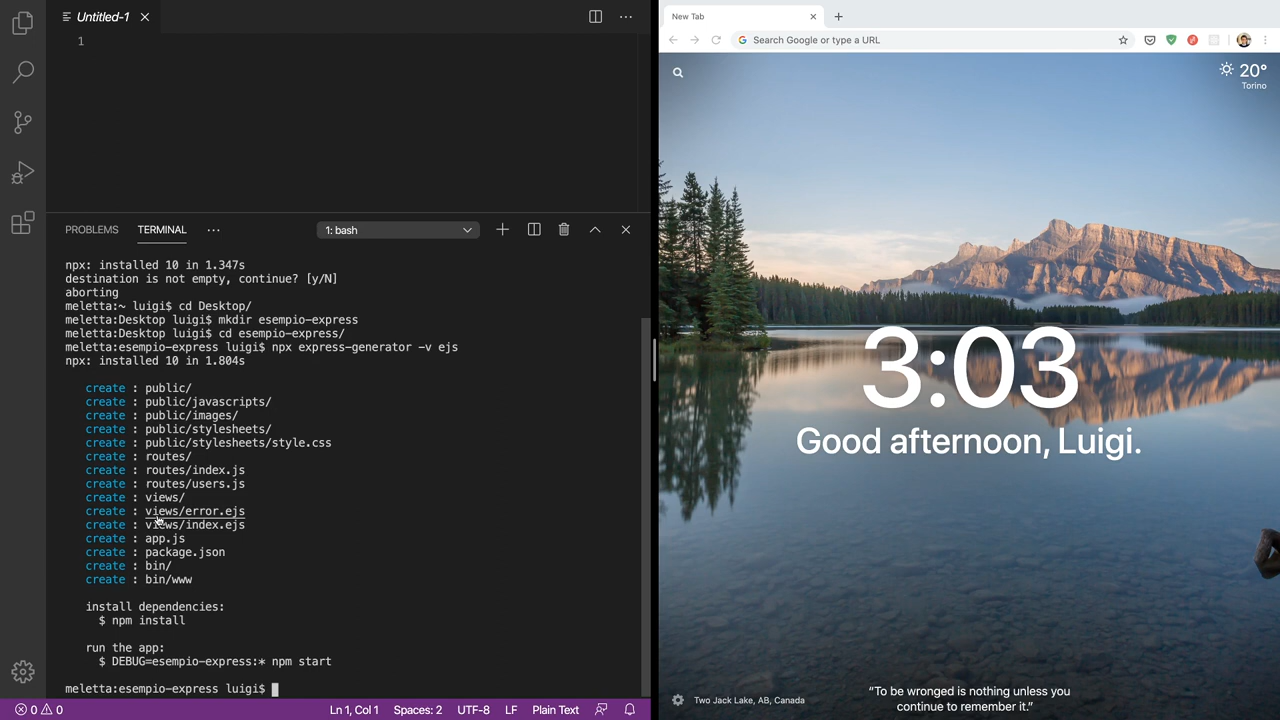 Untitled-1
1
PROBLEMS
TERMINAL
1: bash
npx: installed 10 in 1.347s
destination is not empty, continue? [y/N]
aborting
meletta:~ luigi$ cd Desktop/
meletta:Desktop luigi$ mkdir esempio-express
meletta:Desktop luigi$ cd esempio-express/
meletta:esempio-express luigi$ npx express-generator -v ejs
npx: installed 10 in 1.804s
create : public/
create : public/javascripts/
create : public/images/
create : public/stylesheets/
create : public/stylesheets/style.css
create : routes/
create : routes/index.js
create : routes/users.js
create : views/
create : views/error.ejs
create : views/index.ejs
create : app.js
create : package.json
create : bin/
create : bin/www
install dependencies:
$ npm install
run the app:
$ DEBUG=esempio-express:* npm start
meletta:esempio-express luigi$
0 0
Ln 1, Col 1
Spaces: 2
UTF-8
LF
Plain Text
New Tab
Search Google or type a URL
20°
Torino
3:03
Good afternoon, Luigi.
Two Jack Lake, AB, Canada
“To be wronged is nothing unless you
continue to remember it.”